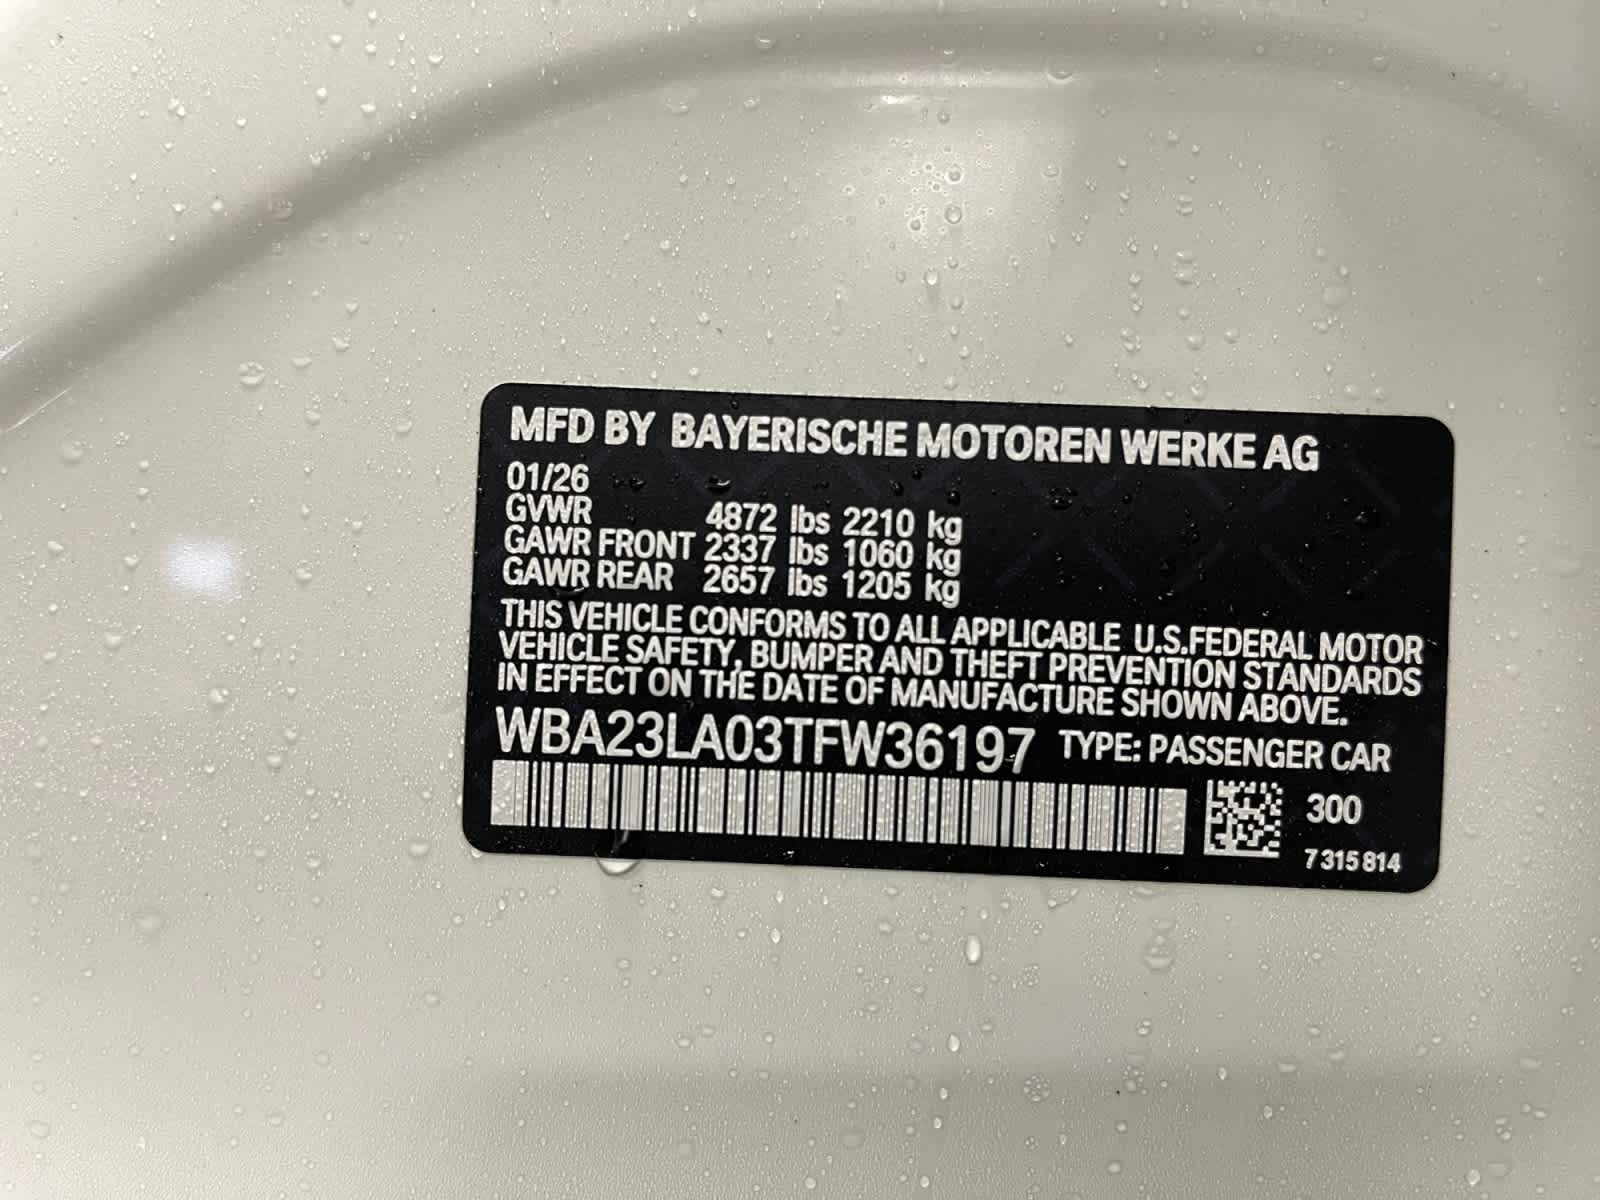 MFD BY BAYERISCHE MOTOREN WERKE AG
01/26
GVWR 4872 lbs 2210 kg
GAWR FRONT 2337 lbs 1060 kg
GAWR REAR 2657 lbs 1205 kg
THIS VEHICLE CONFORMS TO ALL APPLICABLE U.S.FEDERAL MOTOR
VEHICLE SAFETY, BUMPER AND THEFT PREVENTION STANDARDS
IN EFFECT ON THE DATE OF MANUFACTURE SHOWN ABOVE.
WBA23LA03TFW36197 TYPE: PASSENGER CAR
300
7 315 814